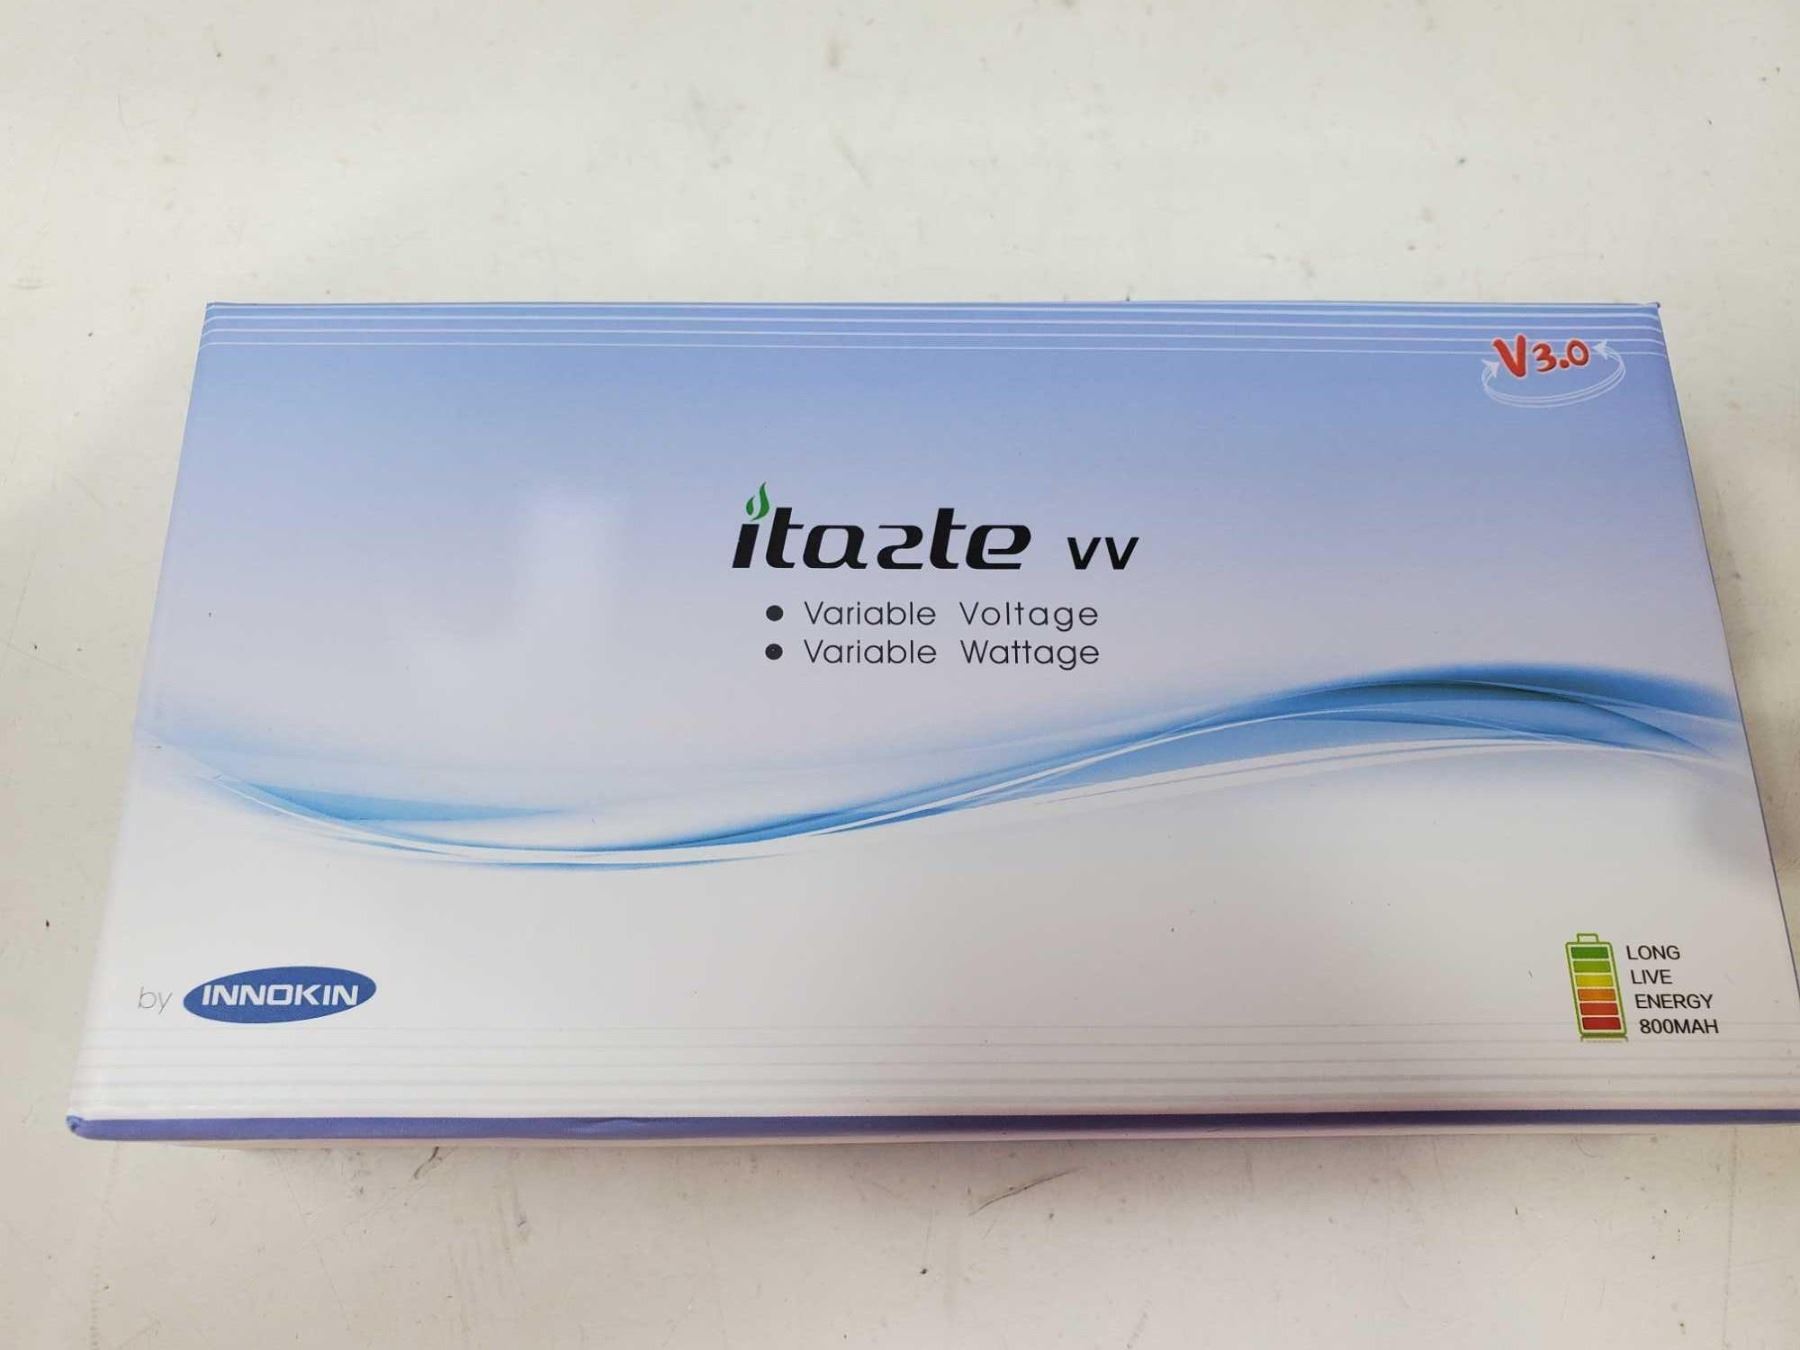 V3.0
itaste VV
● Variable Voltage
● Variable Wattage
by INNOKIN
LONG
LIVE
ENERGY
800MAH